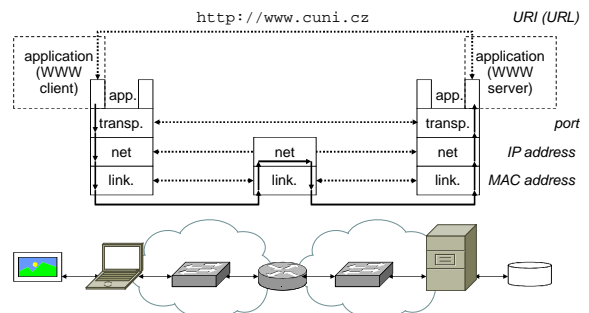 http://www.cuni.cz
URI (URL)
application
(WWW
client)
application
(WWW
server)
app.
app.
transp.
transp.
port
net
net
net
IP address
link.
link.
link.
MAC address